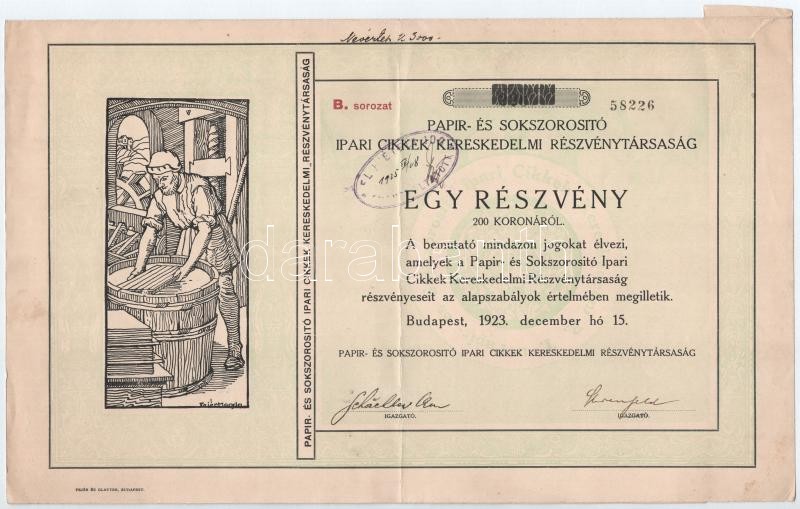 B. sorozat
58226
PAPIR- ÉS SOKSZOROSITÓ
IPARI CIKKEK KERESKEDELMI RÉSZVÉNYTÁRSASÁG
EGY RÉSZVÉNY
200 KORONÁRÓL.
A bemutató mindazon jogokat élvezi,
amelyek a Papir- és Sokszorositó Ipari
Cikkek Kereskedelmi Részvénytársaság
részvényeseit az alapszabályok értelmében megilletik.
Budapest, 1923. december hó 15.
PAPIR- ÉS SOKSZOROSITÓ IPARI CIKKEK KERESKEDELMI RÉSZVÉNYTÁRSASÁG
IGAZGATÓ.
IGAZGATÓ.
PAPIR- ÉS SOKSZOROSITÓ IPARI CIKKEK KERESKEDELMI RÉSZVÉNYTÁRSASÁG
darabanth